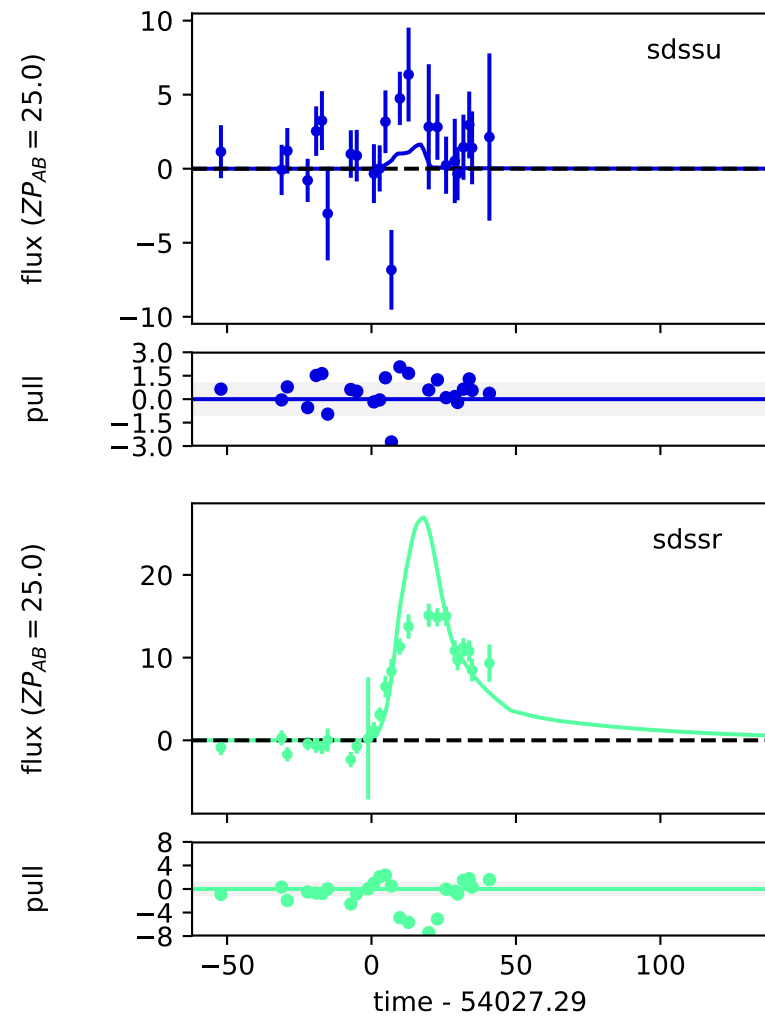 10
5
0
−5
−10
flux (ZP_AB = 25.0)
sdssu
3.0
1.5
0.0
−1.5
−3.0
pull
20
10
0
flux (ZP_AB = 25.0)
sdssr
8
4
0
−4
−8
pull
−50 0 50 100
time - 54027.29